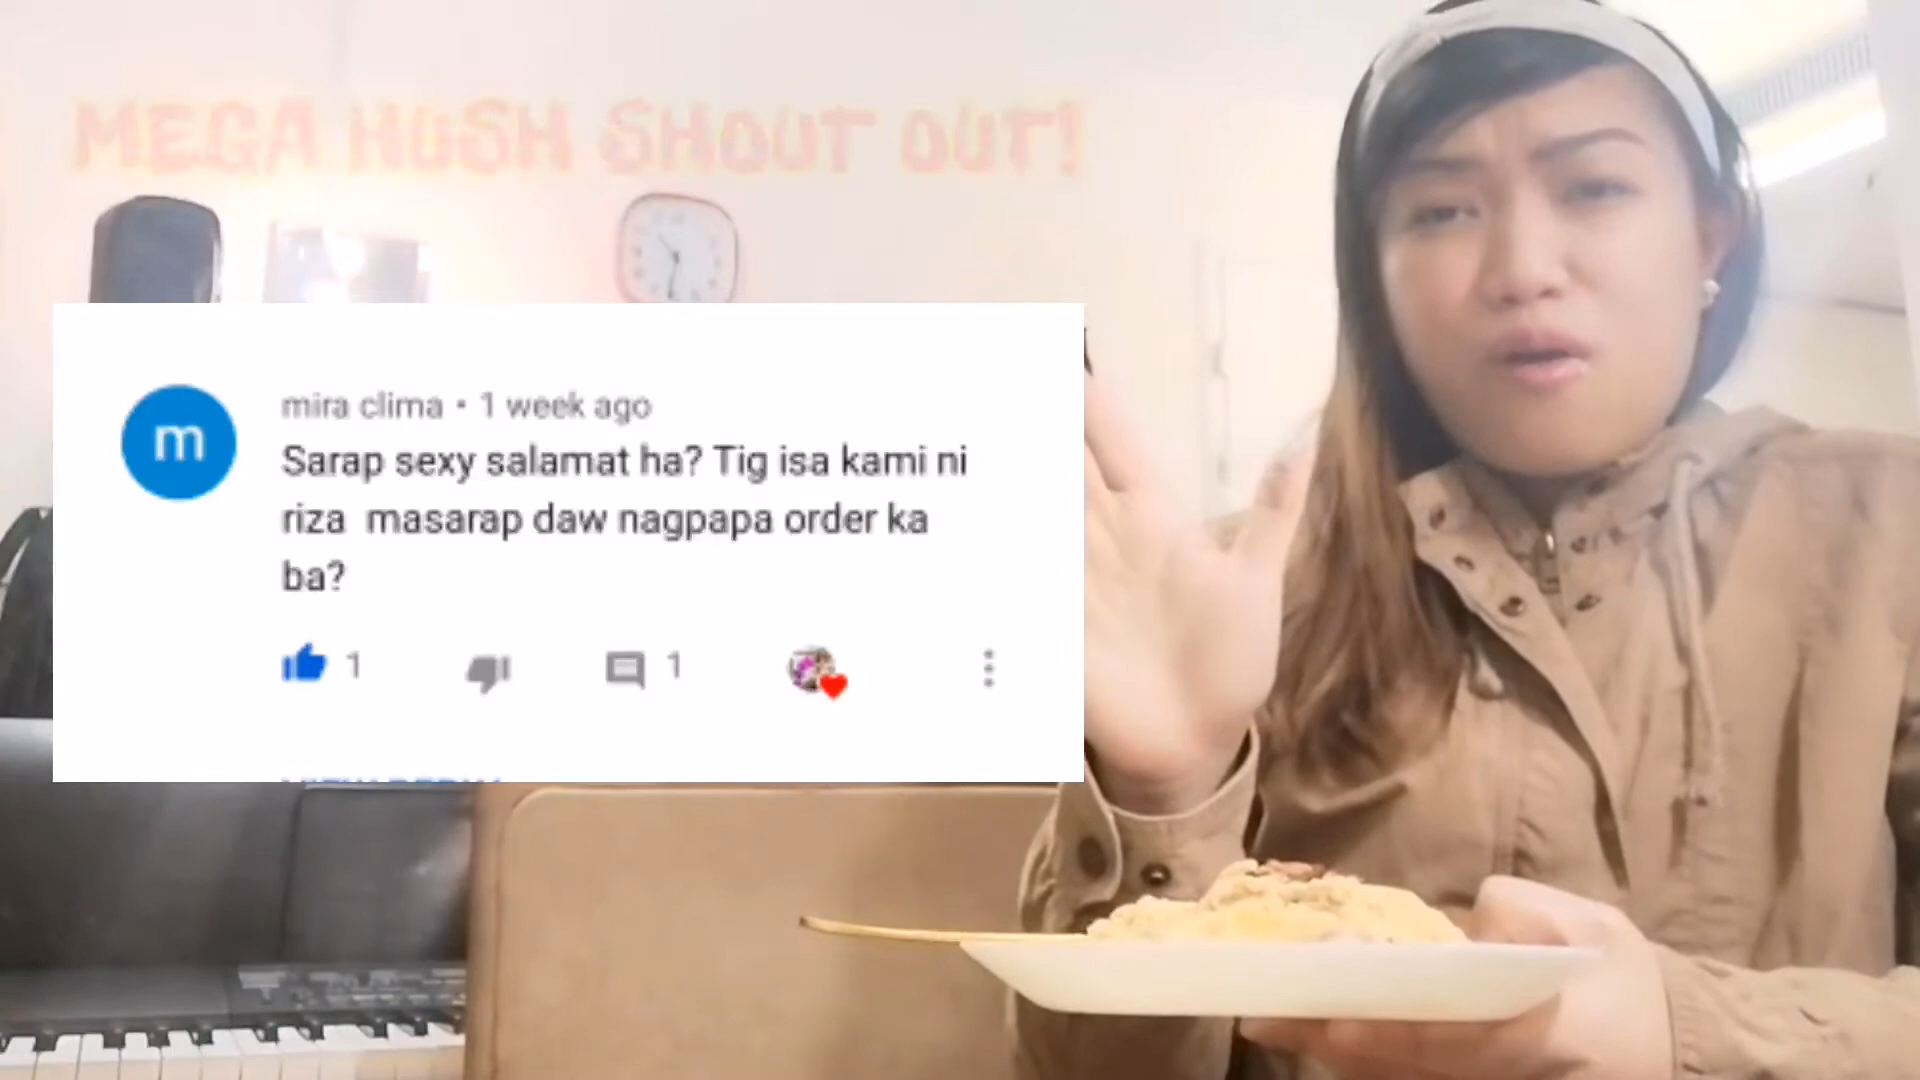 MEGA HUSH SHOUT OUT!
m
mira clima • 1 week ago
Sarap sexy salamat ha? Tig isa kami ni
riza masarap daw nagpapa order ka
ba?
1
1